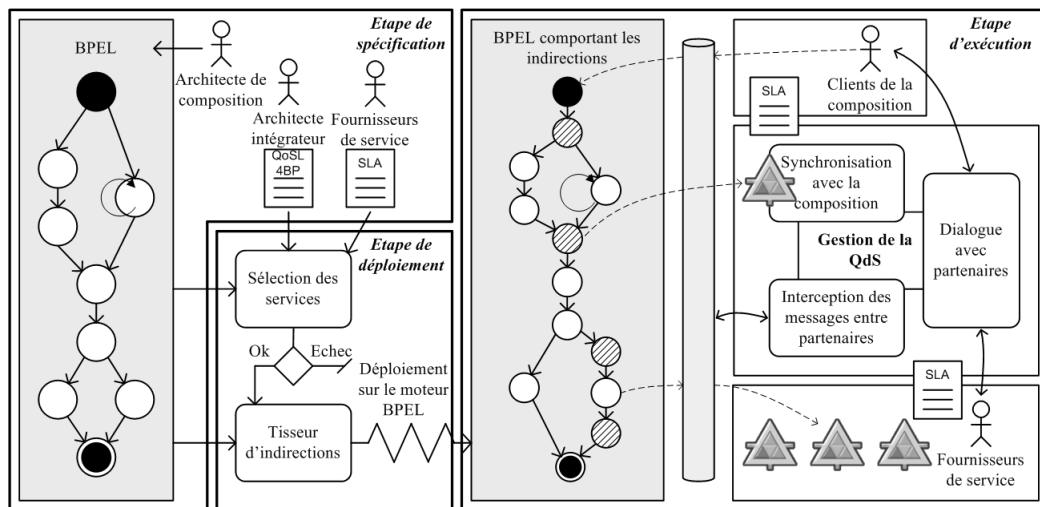 BPEL
Architecte de
composition
Etape de
spécification
Architecte
intégrateur
Fournisseurs
de service
QoSL
4BP
SLA
Etape de
déploiement
Sélection des
services
Ok
Echec
Déploiement
sur le moteur
BPEL
Tisseur
d'indirections
BPEL comportant les
indirections
Etape
d'exécution
Clients de la
composition
SLA
Synchronisation
avec la
composition
Gestion de la
QdS
Dialogue
avec
partenaires
Interception des
messages entre
partenaires
SLA
Fournisseurs
de service